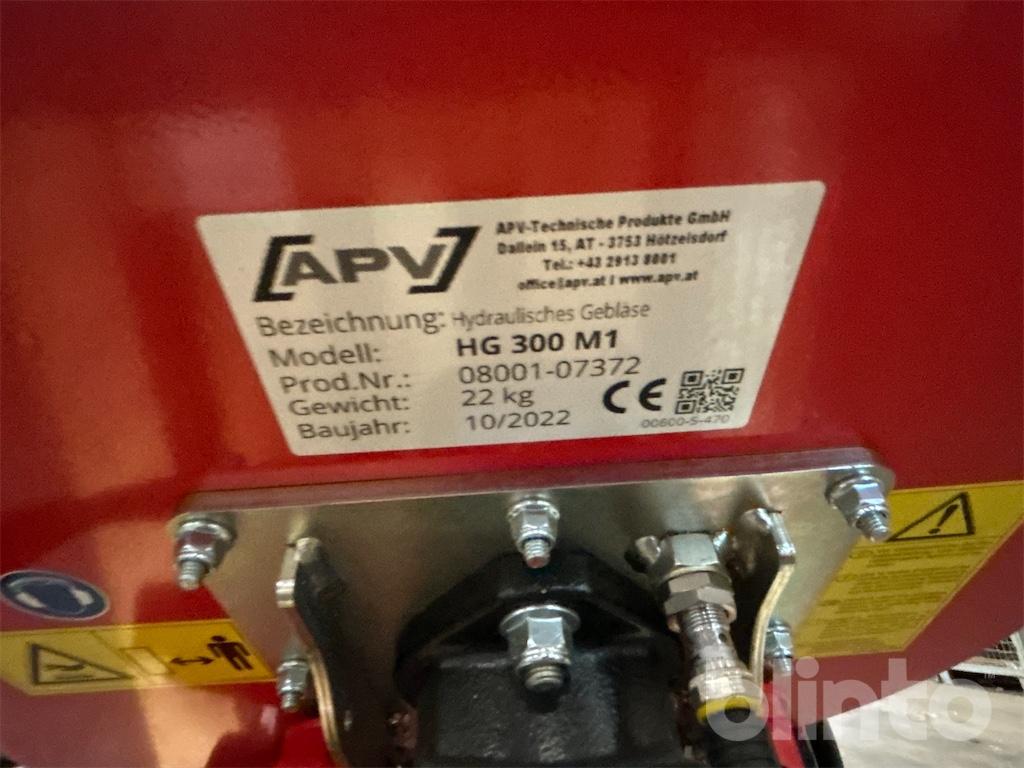 [APV]
APV-Technische Produkte GmbH
Dallein 15, AT - 3753 Hötzelsdorf
Tel.: +43 2913 8001
office@apv.at | www.apv.at
Bezeichnung: Hydraulisches Gebläse
Modell: HG 300 M1
Prod.Nr.: 08001-07372
Gewicht: 22 kg
Baujahr: 10/2022
CE
00600-5-470
blinto